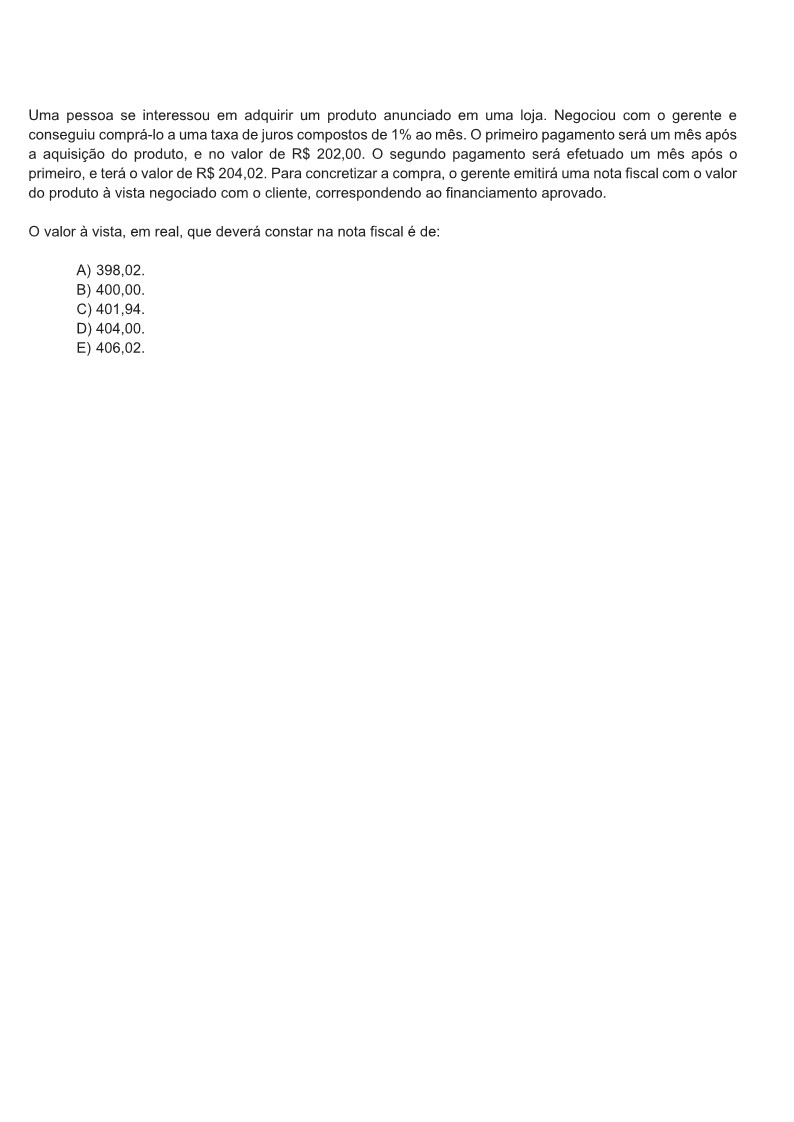 Uma pessoa se interessou em adquirir um produto anunciado em uma loja. Negociou com o gerente e
conseguiu comprá-lo a uma taxa de juros compostos de 1% ao mês. O primeiro pagamento será um mês após
a aquisição do produto, e no valor de R$ 202,00. O segundo pagamento será efetuado um mês após o
primeiro, e terá o valor de R$ 204,02. Para concretizar a compra, o gerente emitirá uma nota fiscal com o valor
do produto à vista negociado com o cliente, correspondendo ao financiamento aprovado.
O valor à vista, em real, que deverá constar na nota fiscal é de:
A) 398,02.
B) 400,00.
C) 401,94.
D) 404,00.
E) 406,02.